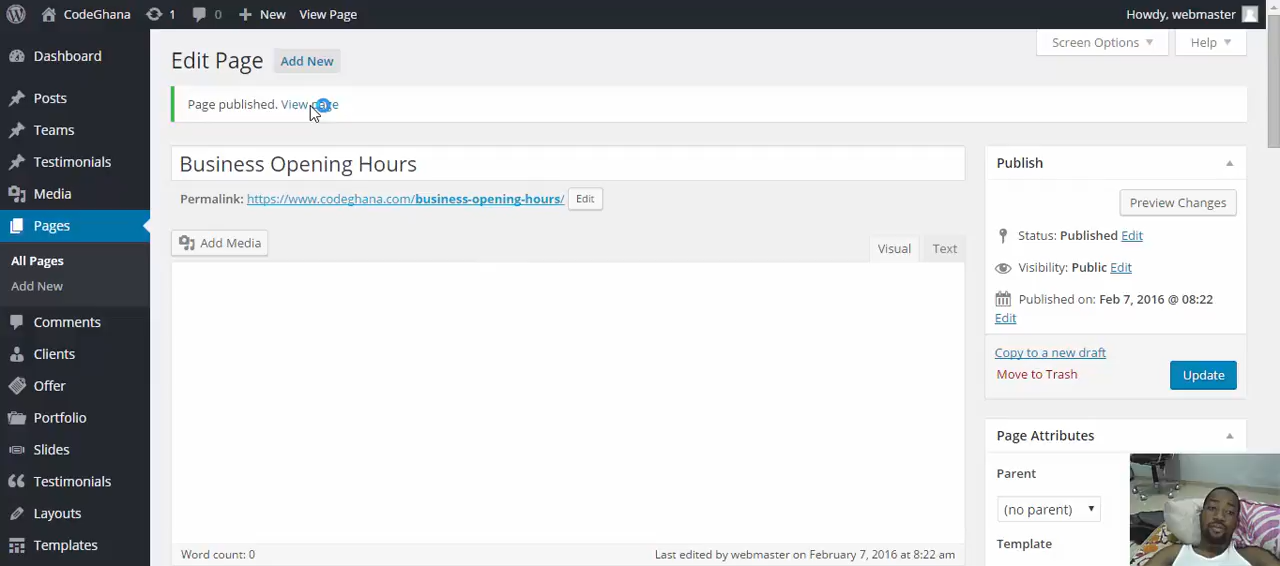 CodeGhana 1 0 + New View Page Howdy, webmaster
Screen Options Help
Edit Page Add New
Page published. View page
Business Opening Hours
Permalink: https://www.codeghana.com/business-opening-hours/ Edit
Add Media
Visual Text
Word count: 0
Last edited by webmaster on February 7, 2016 at 8:22 am
Dashboard
Posts
Teams
Testimonials
Media
Pages
All Pages
Add New
Comments
Clients
Offer
Portfolio
Slides
Testimonials
Layouts
Templates
Publish
Preview Changes
Status: Published Edit
Visibility: Public Edit
Published on: Feb 7, 2016 @ 08:22
Edit
Copy to a new draft
Move to Trash
Update
Page Attributes
Parent
(no parent)
Template